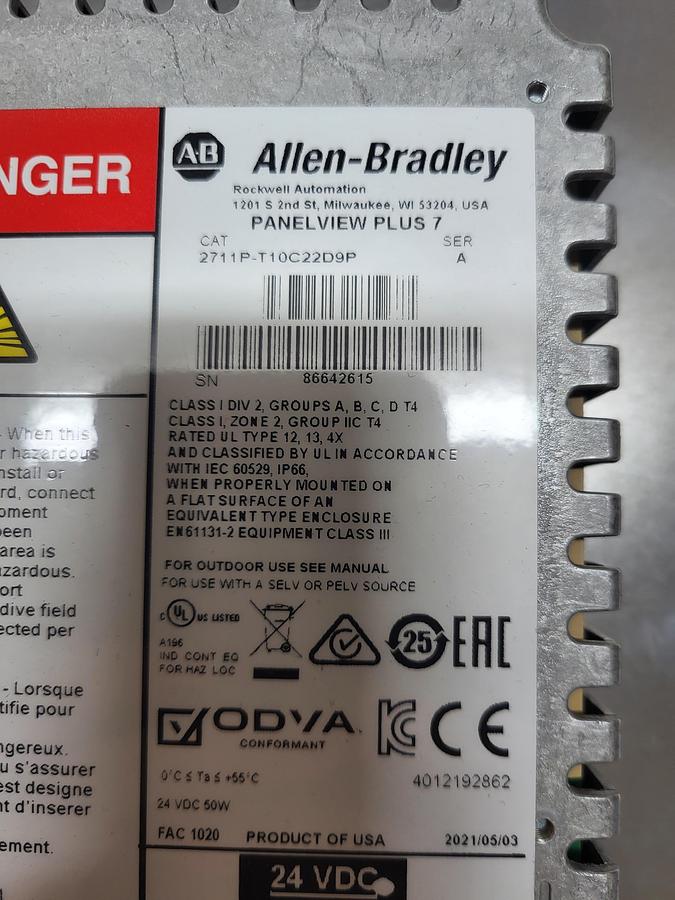 NGER
A-B
Allen-Bradley
Rockwell Automation
1201 S 2nd St, Milwaukee, WI 53204, USA
PANELVIEW PLUS 7
CAT SER
2711P-T10C22D9P A
SN 86642615
CLASS I DIV 2, GROUPS A, B, C, D T4
CLASS I, ZONE 2, GROUP IIC T4
RATED UL TYPE 12, 13, 4X
AND CLASSIFIED BY UL IN ACCORDANCE
WITH IEC 60529, IP66,
WHEN PROPERLY MOUNTED ON
A FLAT SURFACE OF AN
EQUIVALENT TYPE ENCLOSURE
EN61131-2 EQUIPMENT CLASS III
FOR OUTDOOR USE SEE MANUAL
FOR USE WITH A SELV OR PELV SOURCE
c UL US LISTED
A196
IND CONT EQ
FOR HAZ LOC
25
EAC
ODVA
CONFORMANT
KC
CE
0°C ≤ Ta ≤ +55°C
4012192862
24 VDC 50W
FAC 1020 PRODUCT OF USA 2021/05/03
24 VDC
- When this
r hazardous
nstall or
rd, connect
pment
been
area is
azardous.
ort
dive field
ected per
- Lorsque
tifie pour
ngereux.
u s'assurer
est designe
nt d'inserer
ement.